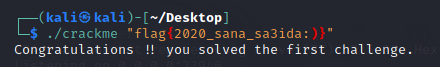 ┌──(kali㉿kali)-[~/Desktop]
└─$ ./crackme "flag{2020_sana_sa3ida:)}"
Congratulations !! you solved the first challenge.